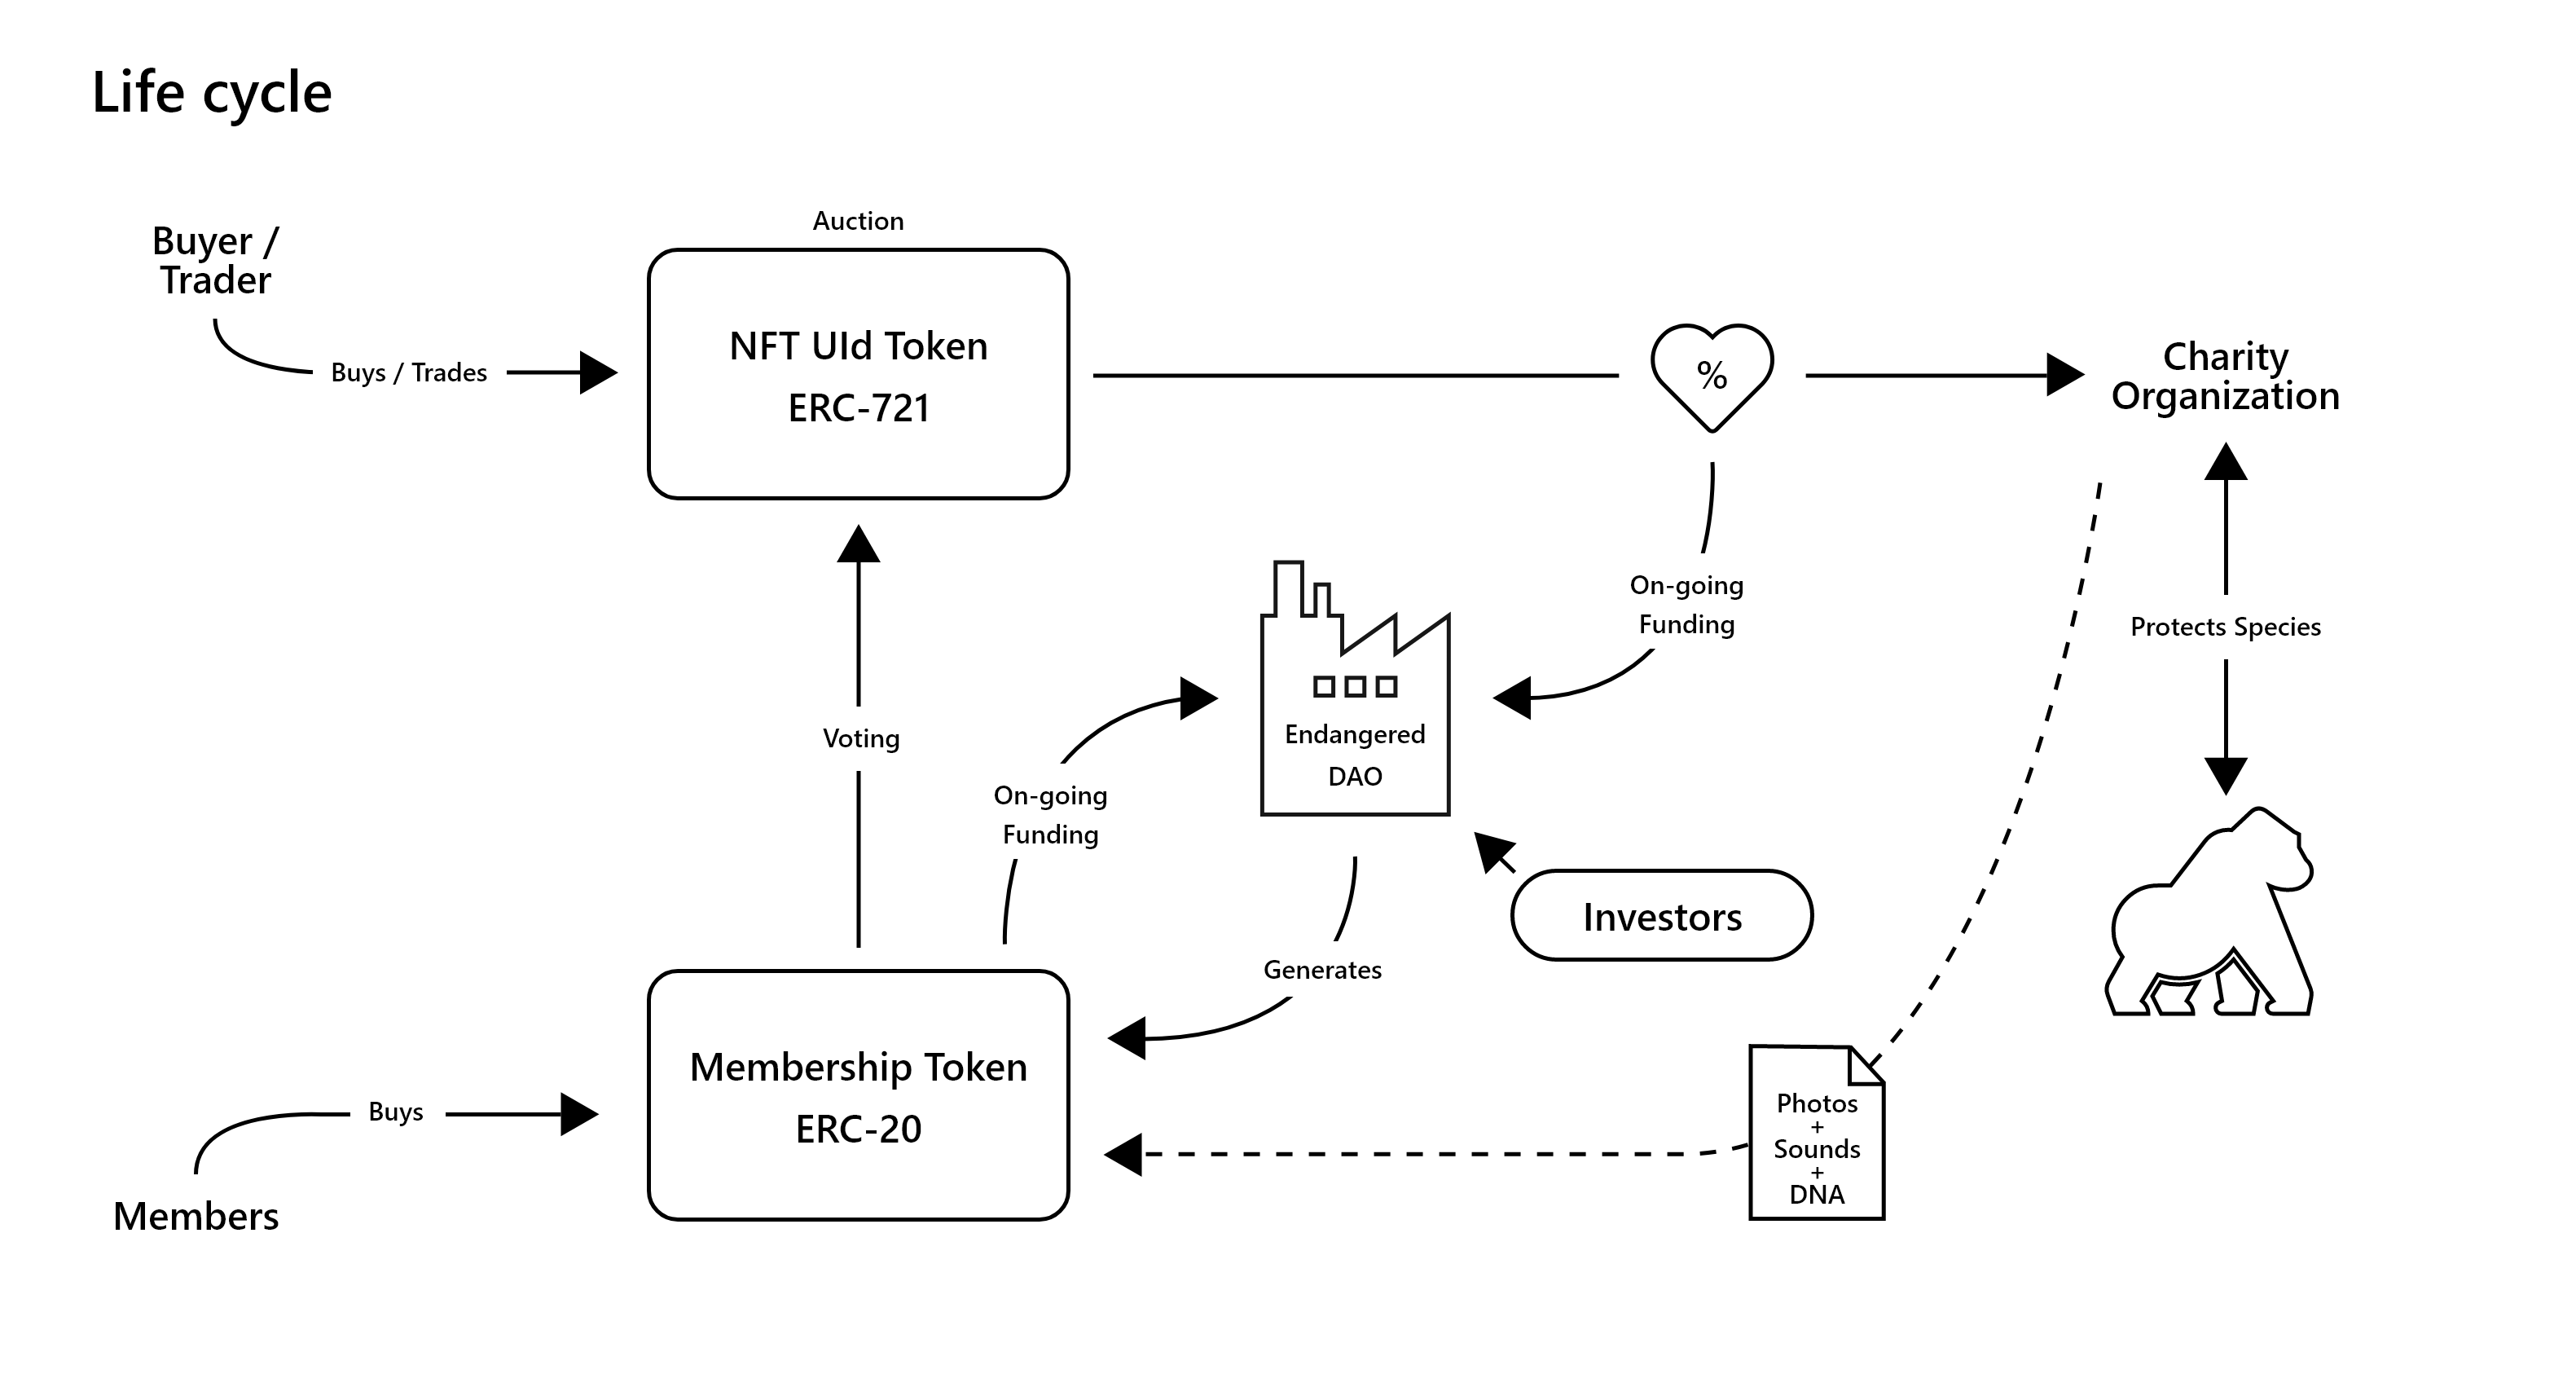 Life cycle
Auction
Buyer /
Trader
Buys / Trades
NFT UId Token
ERC-721
%
Charity
Organization
On-going
Funding
Protects Species
Endangered
DAO
Voting
On-going
Funding
Investors
Generates
Membership Token
ERC-20
Buys
Members
Photos
+
Sounds
+
DNA